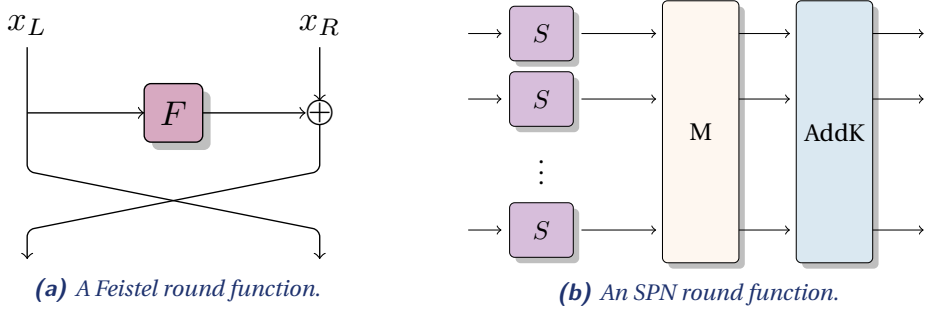 x_L
x_R
F
(a) A Feistel round function.
S
S
⋮
S
M
AddK
(b) An SPN round function.